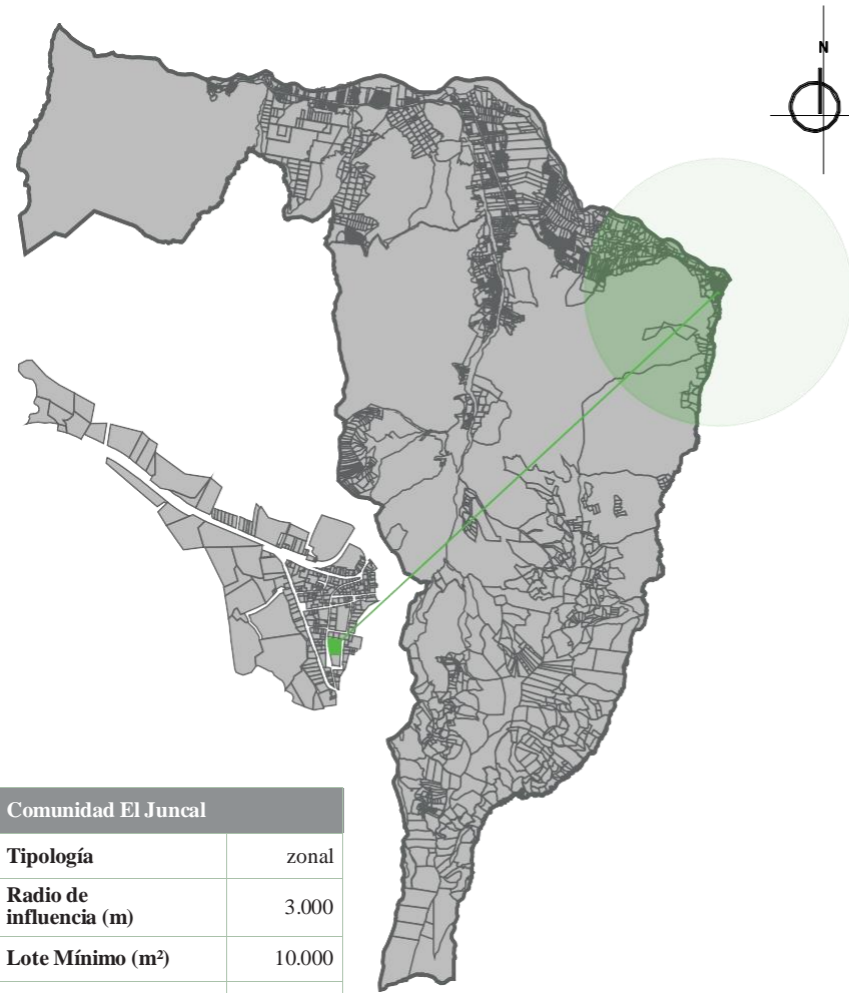 N
Comunidad El Juncal
Tipología zonal
Radio de
influencia (m) 3.000
Lote Mínimo (m²) 10.000